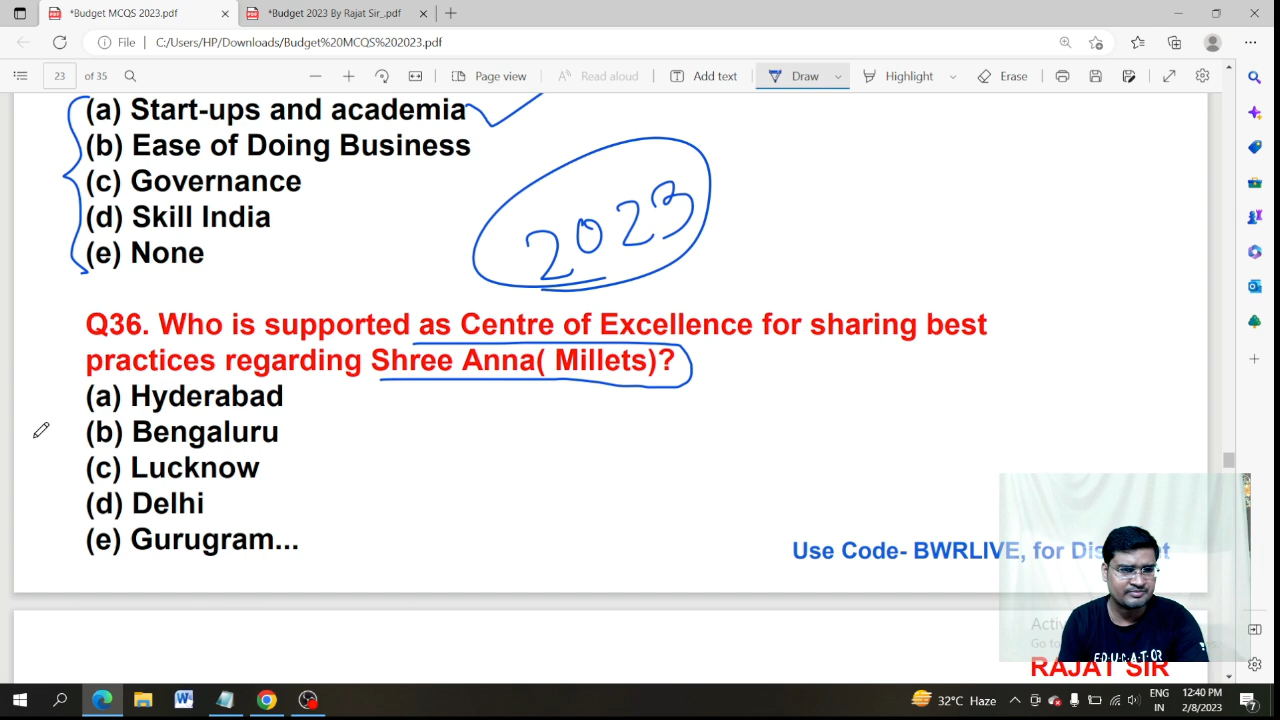 *Budget MCQS 2023.pdf
*Budget 2023 By Rajat Sir_.pdf
File
C:/Users/HP/Downloads/Budget%20MCQS%202023.pdf
23 of 35
Page view
Read aloud
Add text
Draw
Highlight
Erase
(a) Start-ups and academia
(b) Ease of Doing Business
(c) Governance
(d) Skill India
(e) None
2023
Q36. Who is supported as Centre of Excellence for sharing best
practices regarding Shree Anna( Millets)?
(a) Hyderabad
(b) Bengaluru
(c) Lucknow
(d) Delhi
(e) Gurugram...
Use Code- BWRLIVE, for Dis
EDUCATOR
RAJAT SIR
32°C Haze
ENG
IN
12:40 PM
2/8/2023
7